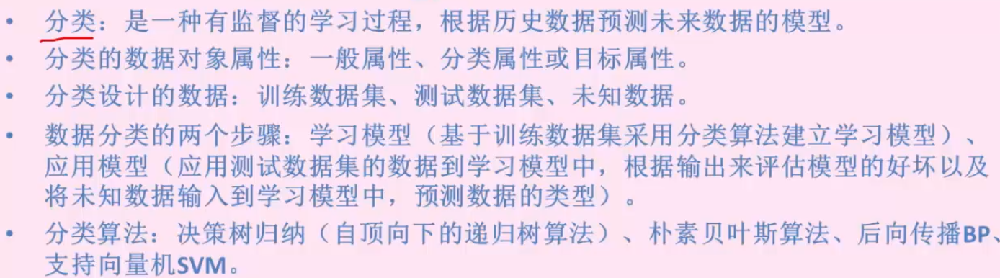 • 分类：是一种有监督的学习过程，根据历史数据预测未来数据的模型。
• 分类的数据对象属性：一般属性、分类属性或目标属性。
• 分类设计的数据：训练数据集、测试数据集、未知数据。
• 数据分类的两个步骤：学习模型（基于训练数据集采用分类算法建立学习模型）、
应用模型（应用测试数据集的数据到学习模型中，根据输出来评估模型的好坏以及
将未知数据输入到学习模型中，预测数据的类型）。
• 分类算法：决策树归纳（自顶向下的递归树算法）、朴素贝叶斯算法、后向传播BP、
支持向量机SVM。